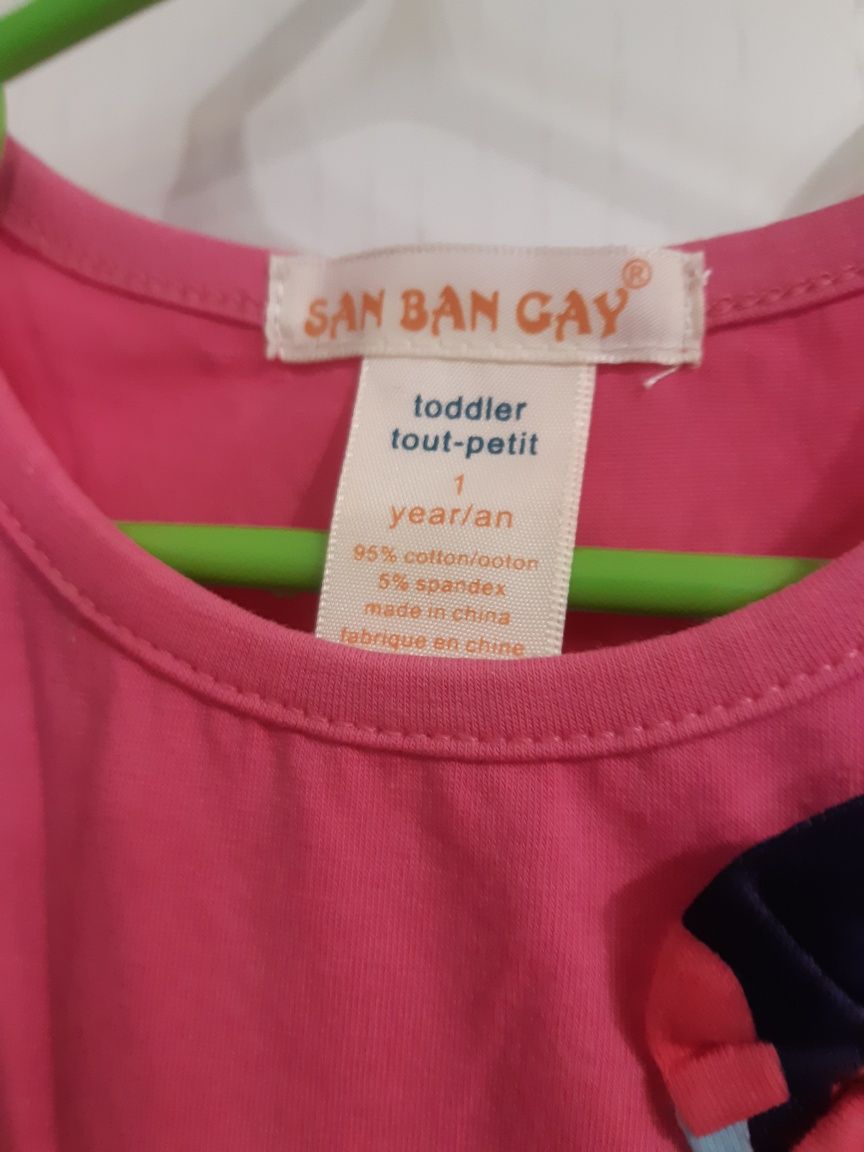 SAN BAN GAY®
toddler
tout-petit
1
year/an
95% cotton/ooton
5% spandex
made in china
fabrique en chine